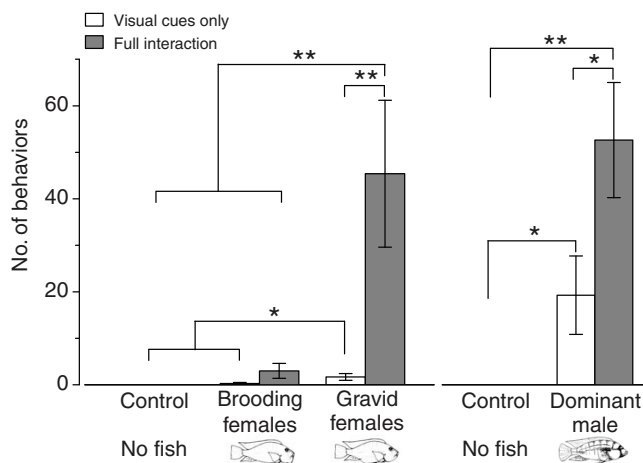 Visual cues only
Full interaction
No. of behaviors
60
40
20
0
**
**
*
**
*
*
Control
Brooding
females
Gravid
females
Control
Dominant
male
No fish
No fish